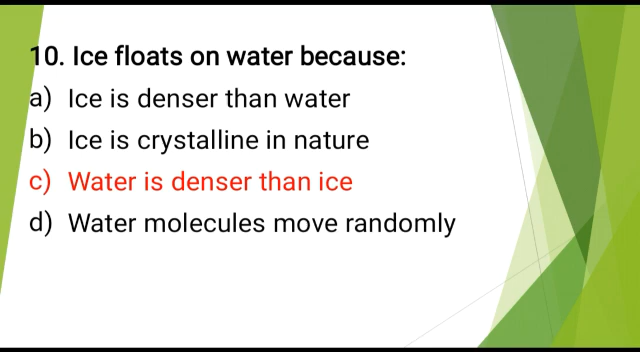 10. Ice floats on water because:
a) Ice is denser than water
b) Ice is crystalline in nature
c) Water is denser than ice
d) Water molecules move randomly